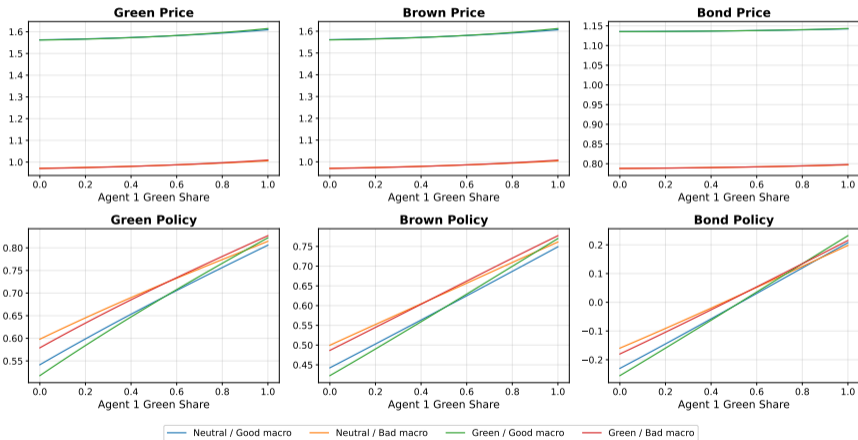 Green Price
Brown Price
Bond Price
1.6
1.5
1.4
1.3
1.2
1.1
1.0
0.0 0.2 0.4 0.6 0.8 1.0
Agent 1 Green Share
1.6
1.5
1.4
1.3
1.2
1.1
1.0
0.0 0.2 0.4 0.6 0.8 1.0
Agent 1 Green Share
1.15
1.10
1.05
1.00
0.95
0.90
0.85
0.80
0.0 0.2 0.4 0.6 0.8 1.0
Agent 1 Green Share
Green Policy
Brown Policy
Bond Policy
0.80
0.75
0.70
0.65
0.60
0.55
0.0 0.2 0.4 0.6 0.8 1.0
Agent 1 Green Share
0.75
0.70
0.65
0.60
0.55
0.50
0.45
0.0 0.2 0.4 0.6 0.8 1.0
Agent 1 Green Share
0.2
0.1
0.0
−0.1
−0.2
0.0 0.2 0.4 0.6 0.8 1.0
Agent 1 Green Share
Neutral / Good macro Neutral / Bad macro Green / Good macro Green / Bad macro